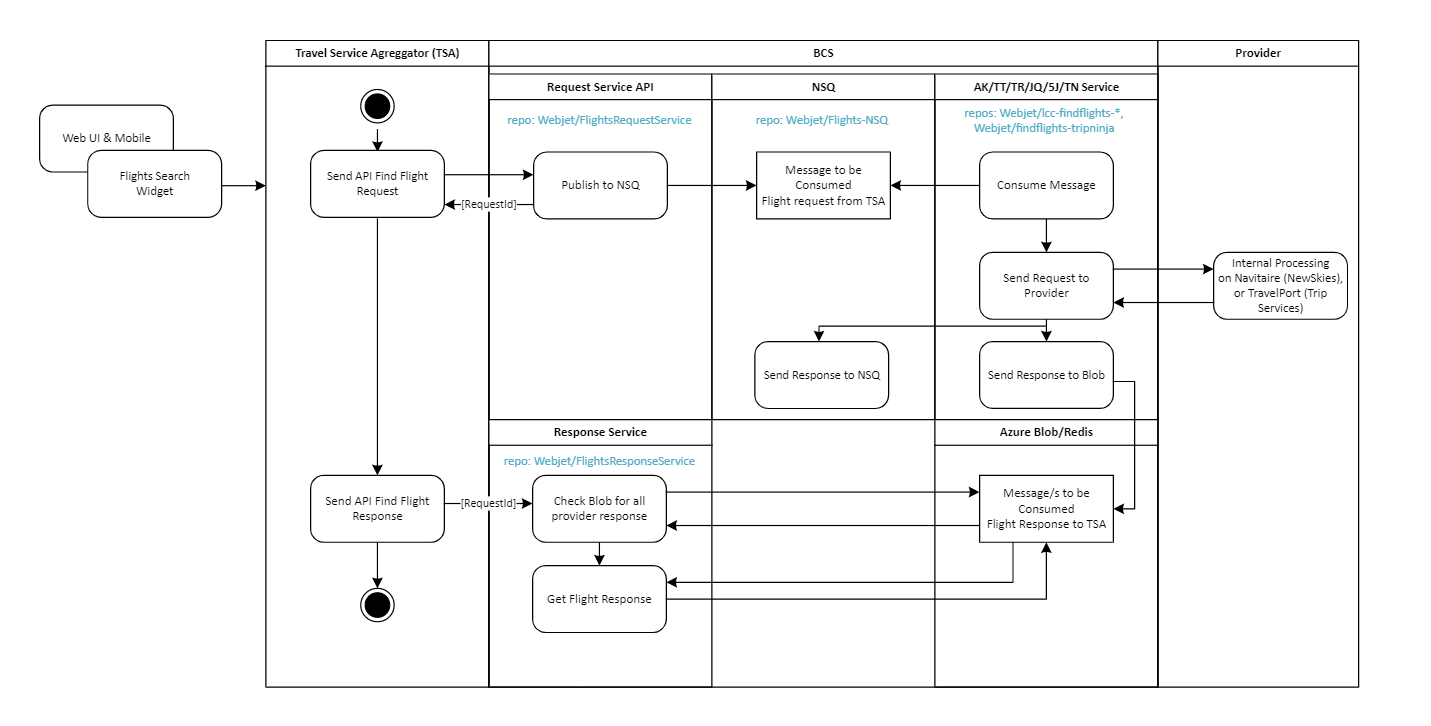 Travel Service Agreggator (TSA)
BCS
Provider
Request Service API
NSQ
AK/TT/TR/JQ/5J/TN Service
repo: Webjet/FlightsRequestService
repo: Webjet/Flights-NSQ
repos: Webjet/lcc-findflights-*,
Webjet/findflights-tripninja
Web UI & Mobile
Flights Search
Widget
Send API Find Flight
Request
Publish to NSQ
[RequestId]
Message to be
Consumed
Flight request from TSA
Consume Message
Send Request to
Provider
Internal Processing
on Navitaire (NewSkies),
or TravelPort (Trip
Services)
Send Response to NSQ
Send Response to Blob
Response Service
Azure Blob/Redis
repo: Webjet/FlightsResponseService
Send API Find Flight
Response
[RequestId]
Check Blob for all
provider response
Message/s to be
Consumed
Flight Response to TSA
Get Flight Response